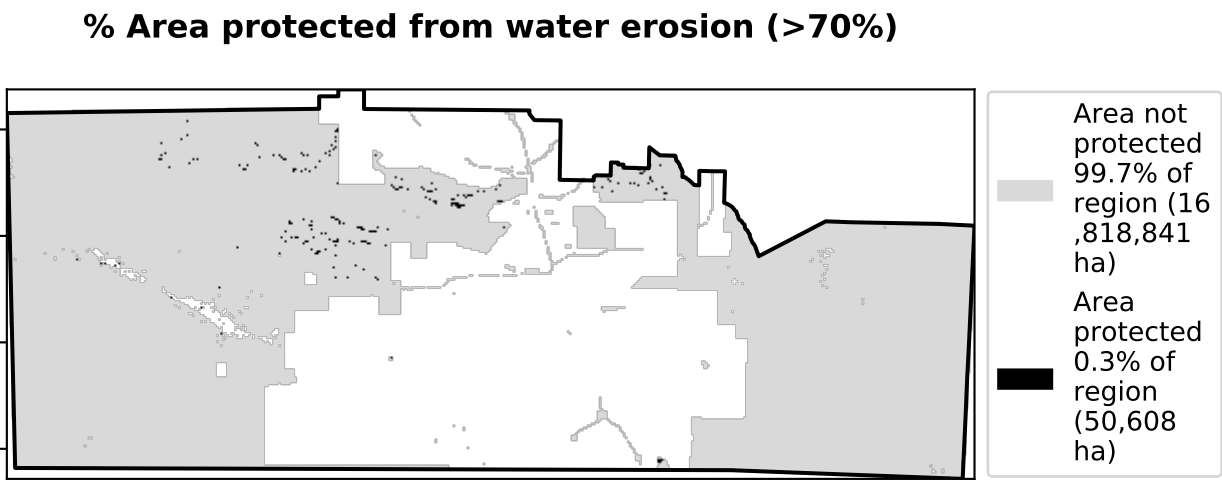 % Area protected from water erosion (>70%)
Area not
protected
99.7% of
region (16
,818,841
ha)
Area
protected
0.3% of
region
(50,608
ha)